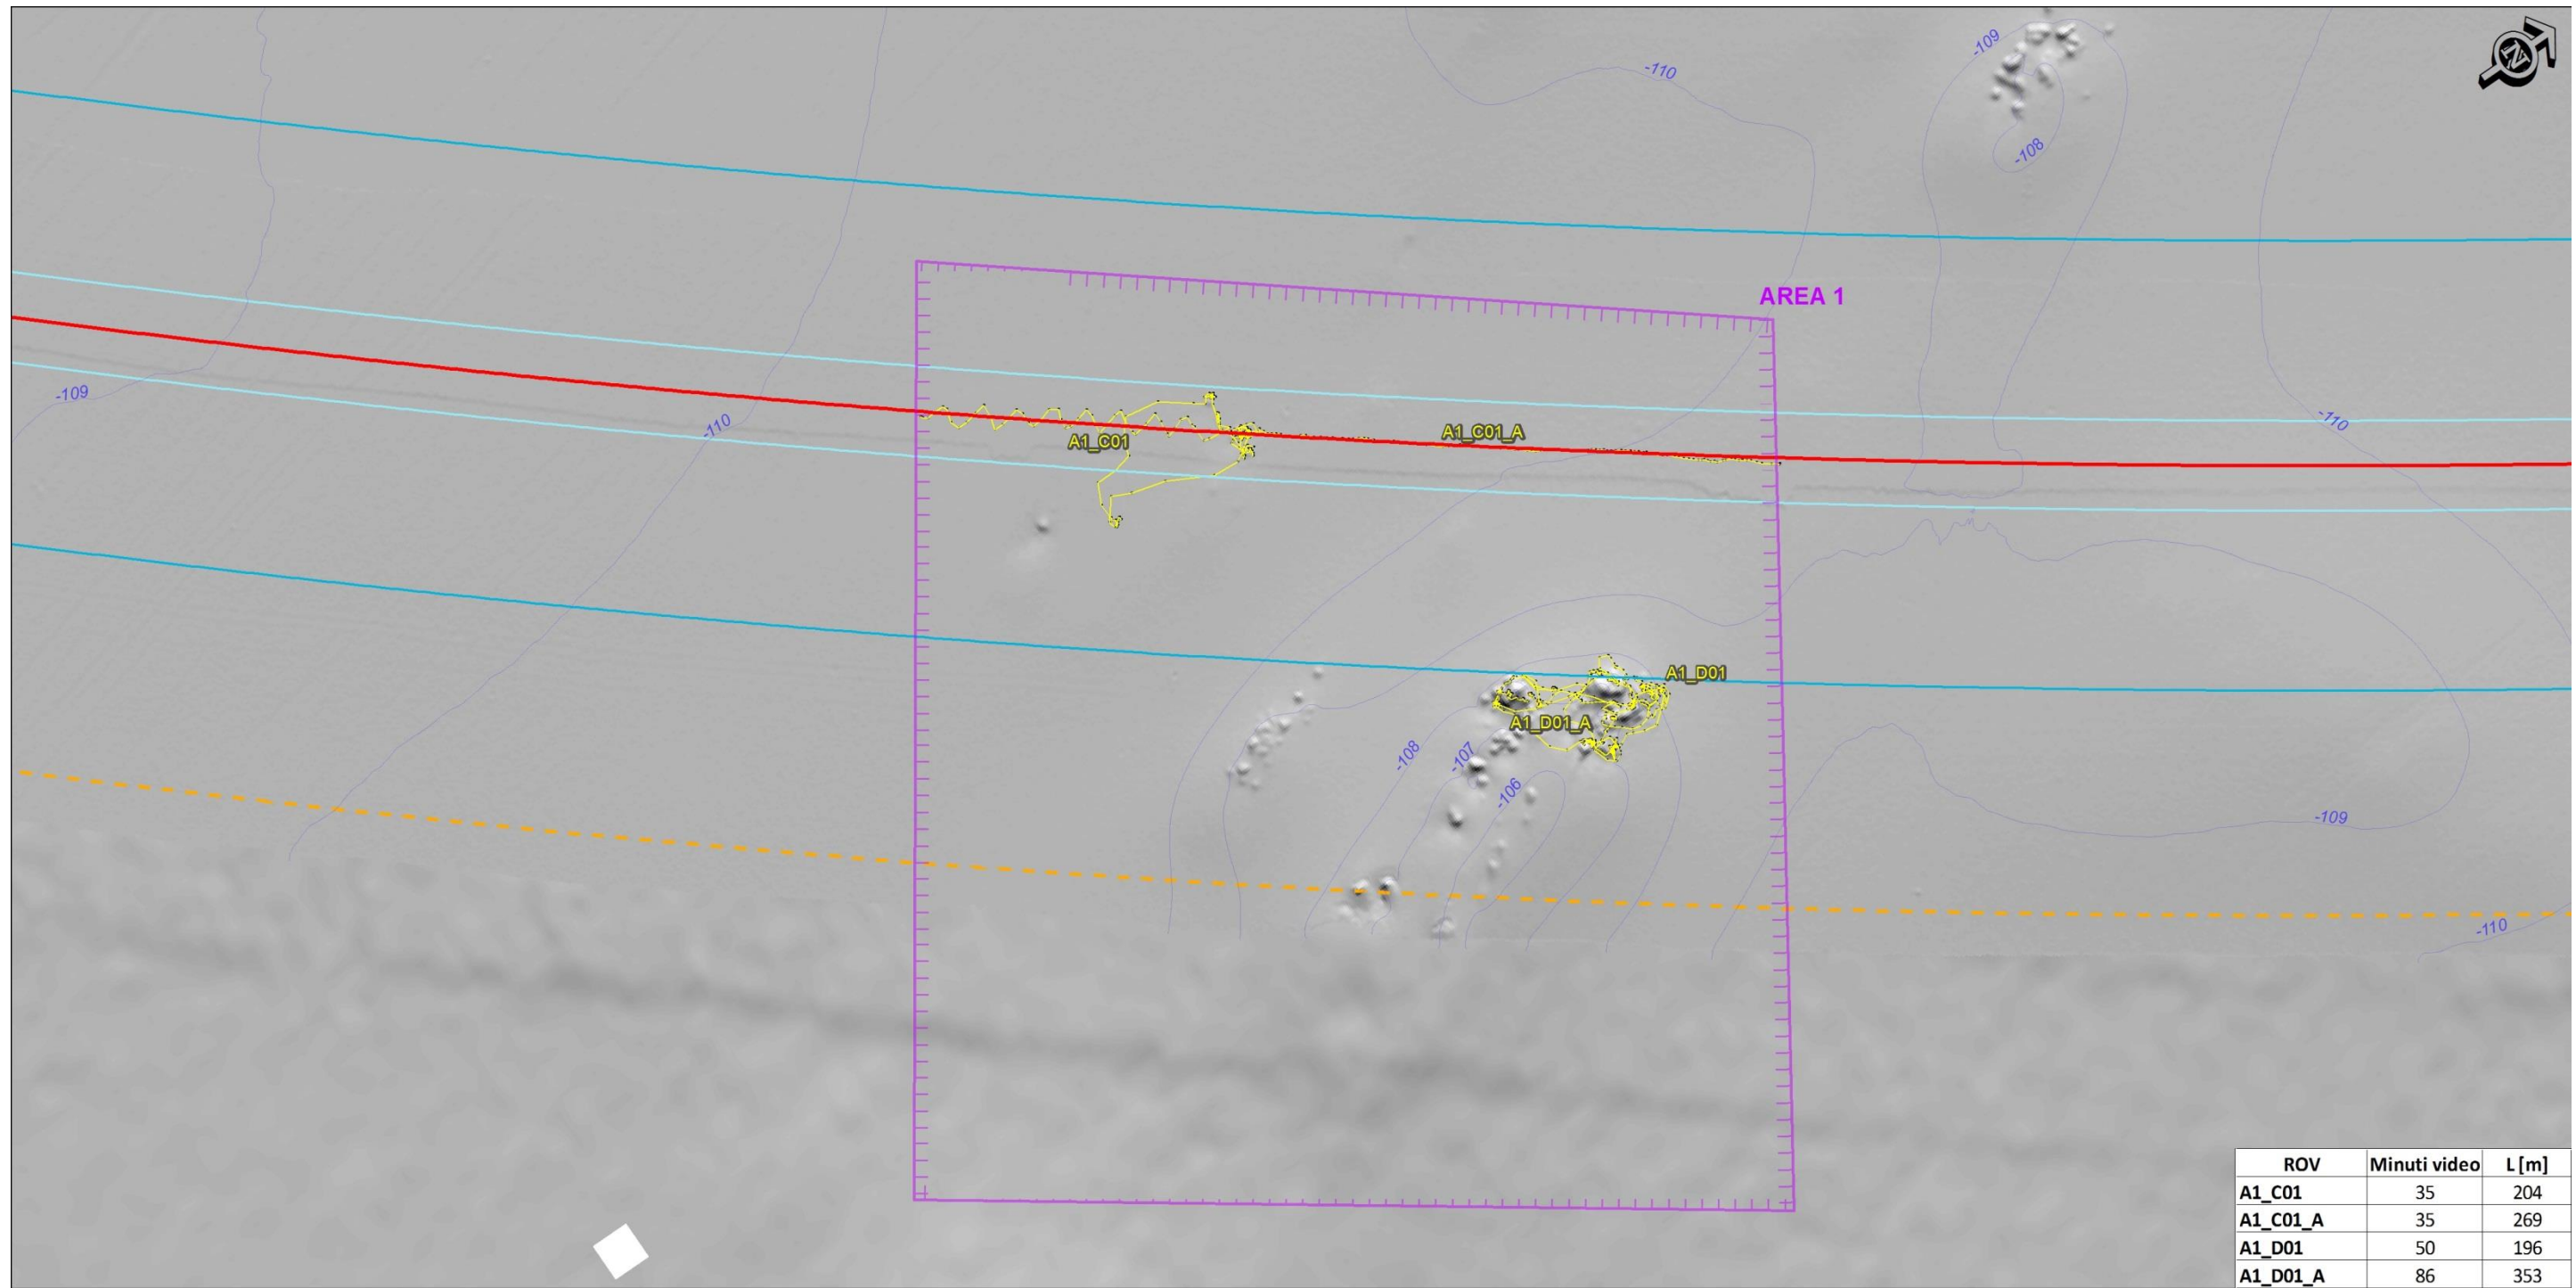 -109
-110
N
-108
AREA 1
-109
-110
-110
A1_C01
A1_C01_A
A1_D01
A1_D01_A
-108
-107
-106
-109
-110
ROV Minuti video L [m]
A1_C01 35 204
A1_C01_A 35 269
A1_D01 50 196
A1_D01_A 86 353